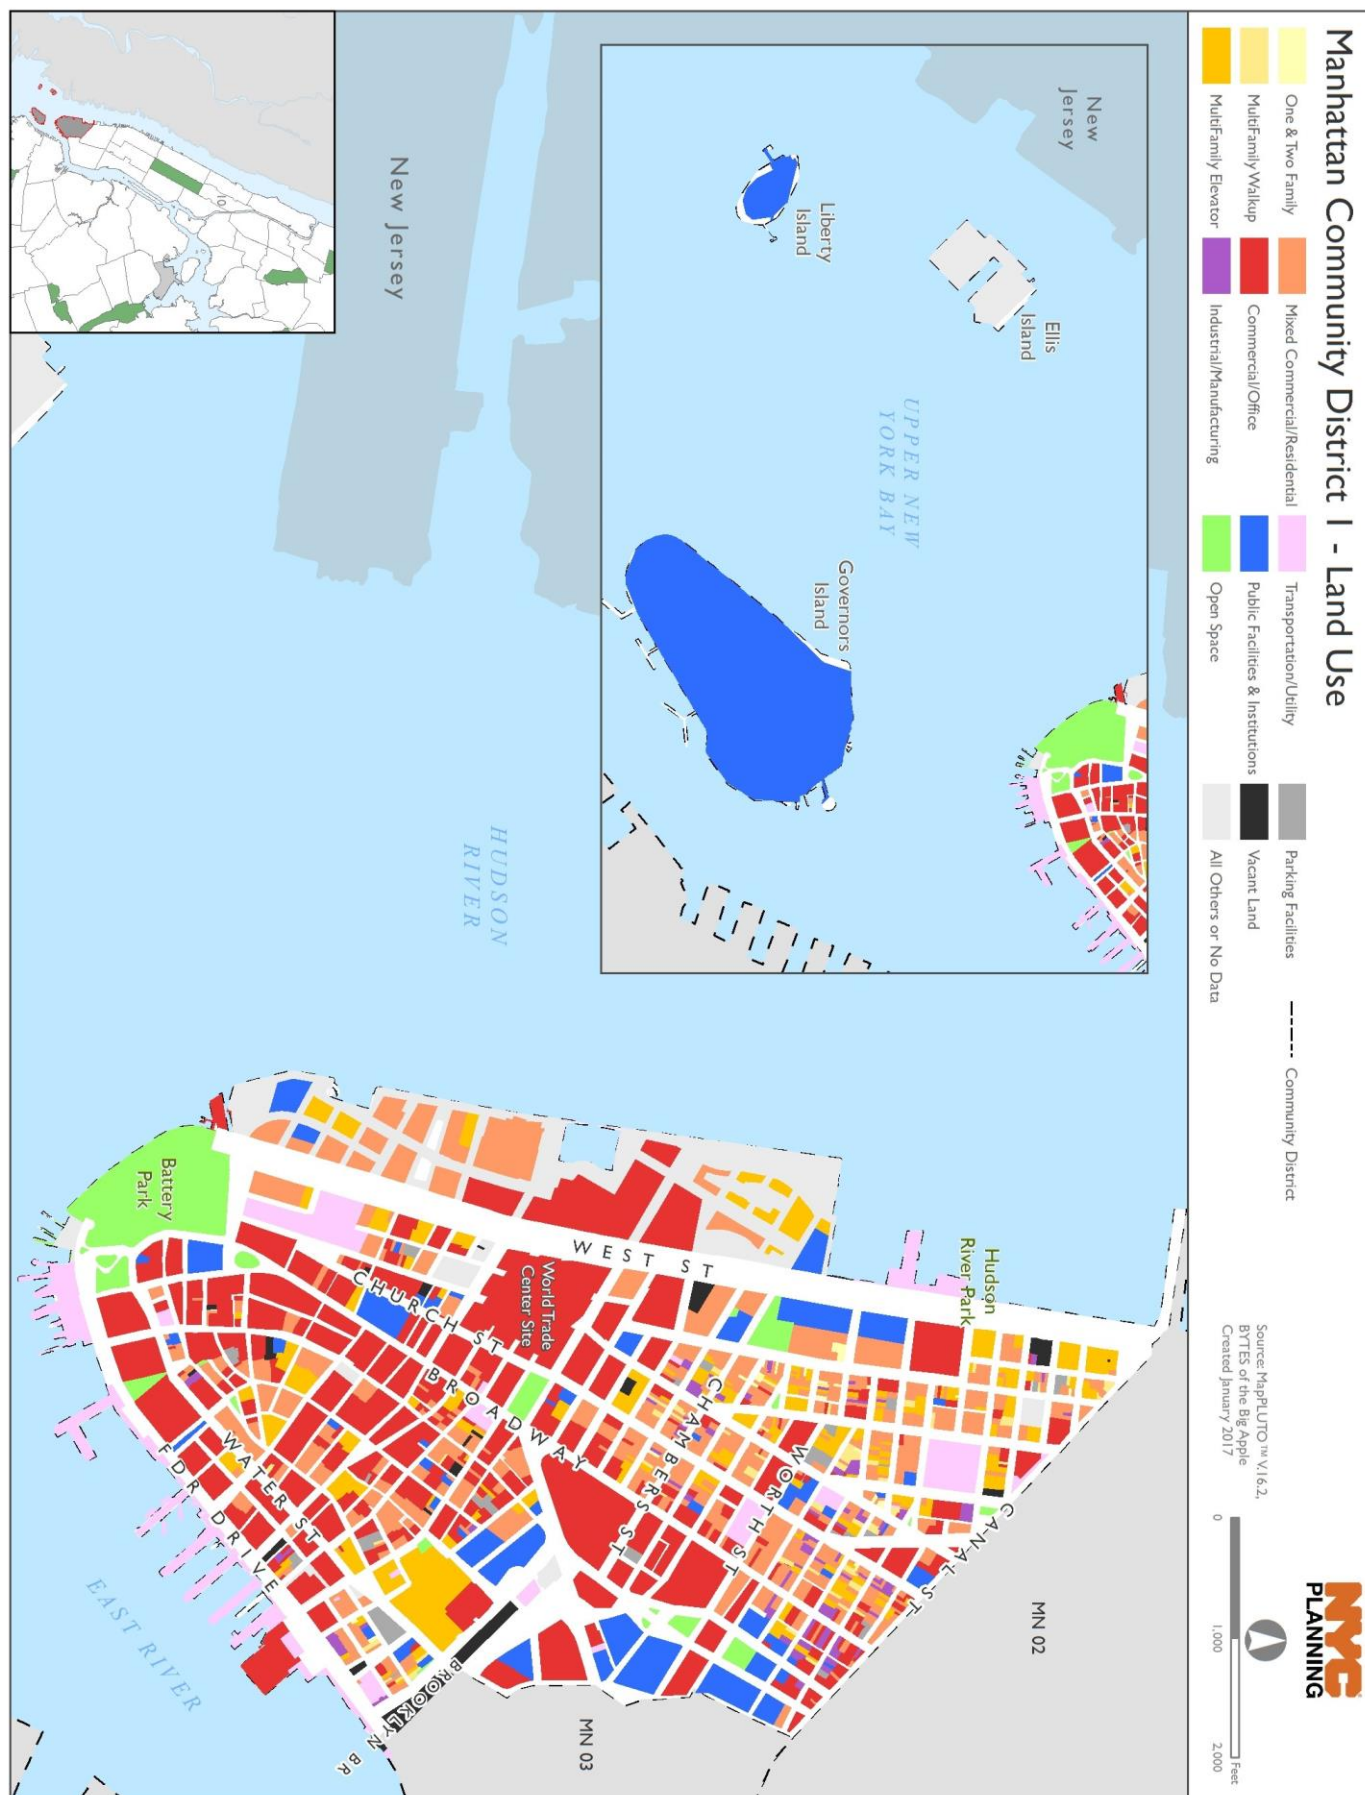 Manhattan Community District 1 - Land Use
One & Two Family
MultiFamily Walkup
MultiFamily Elevator
Mixed Commercial/Residential
Commercial/Office
Industrial/Manufacturing
Transportation/Utility
Public Facilities & Institutions
Open Space
Parking Facilities
Vacant Land
All Others or No Data
Community District
Source: MapPLUTO™ V.16.2,
BYTES of the Big Apple
Created January 2017
0
1,000
2,000
Feet
NYC
PLANNING
New
Jersey
Liberty
Island
Ellis
Island
UPPER NEW
YORK BAY
Governors
Island
New Jersey
HUDSON
RIVER
Hudson
River Park
WEST ST
World Trade
Center Site
Battery
Park
CHURCH ST
BROADWAY
CHAMBERS ST
WORTH ST
CANAL ST
WATER ST
FDR DRIVE
BROOKLYN BR
EAST RIVER
MN 02
MN 03